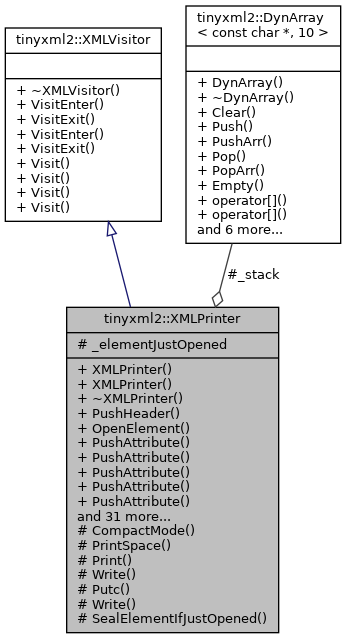 tinyxml2::XMLVisitor
+ ~XMLVisitor()
+ VisitEnter()
+ VisitExit()
+ VisitEnter()
+ VisitExit()
+ Visit()
+ Visit()
+ Visit()
+ Visit()
tinyxml2::DynArray
< const char *, 10 >
+ DynArray()
+ ~DynArray()
+ Clear()
+ Push()
+ PushArr()
+ Pop()
+ PopArr()
+ Empty()
+ operator[]()
+ operator[]()
and 6 more...
#_stack
tinyxml2::XMLPrinter
# _elementJustOpened
+ XMLPrinter()
+ XMLPrinter()
+ ~XMLPrinter()
+ PushHeader()
+ OpenElement()
+ PushAttribute()
+ PushAttribute()
+ PushAttribute()
+ PushAttribute()
+ PushAttribute()
and 31 more...
# CompactMode()
# PrintSpace()
# Print()
# Write()
# Putc()
# Write()
# SealElementIfJustOpened()